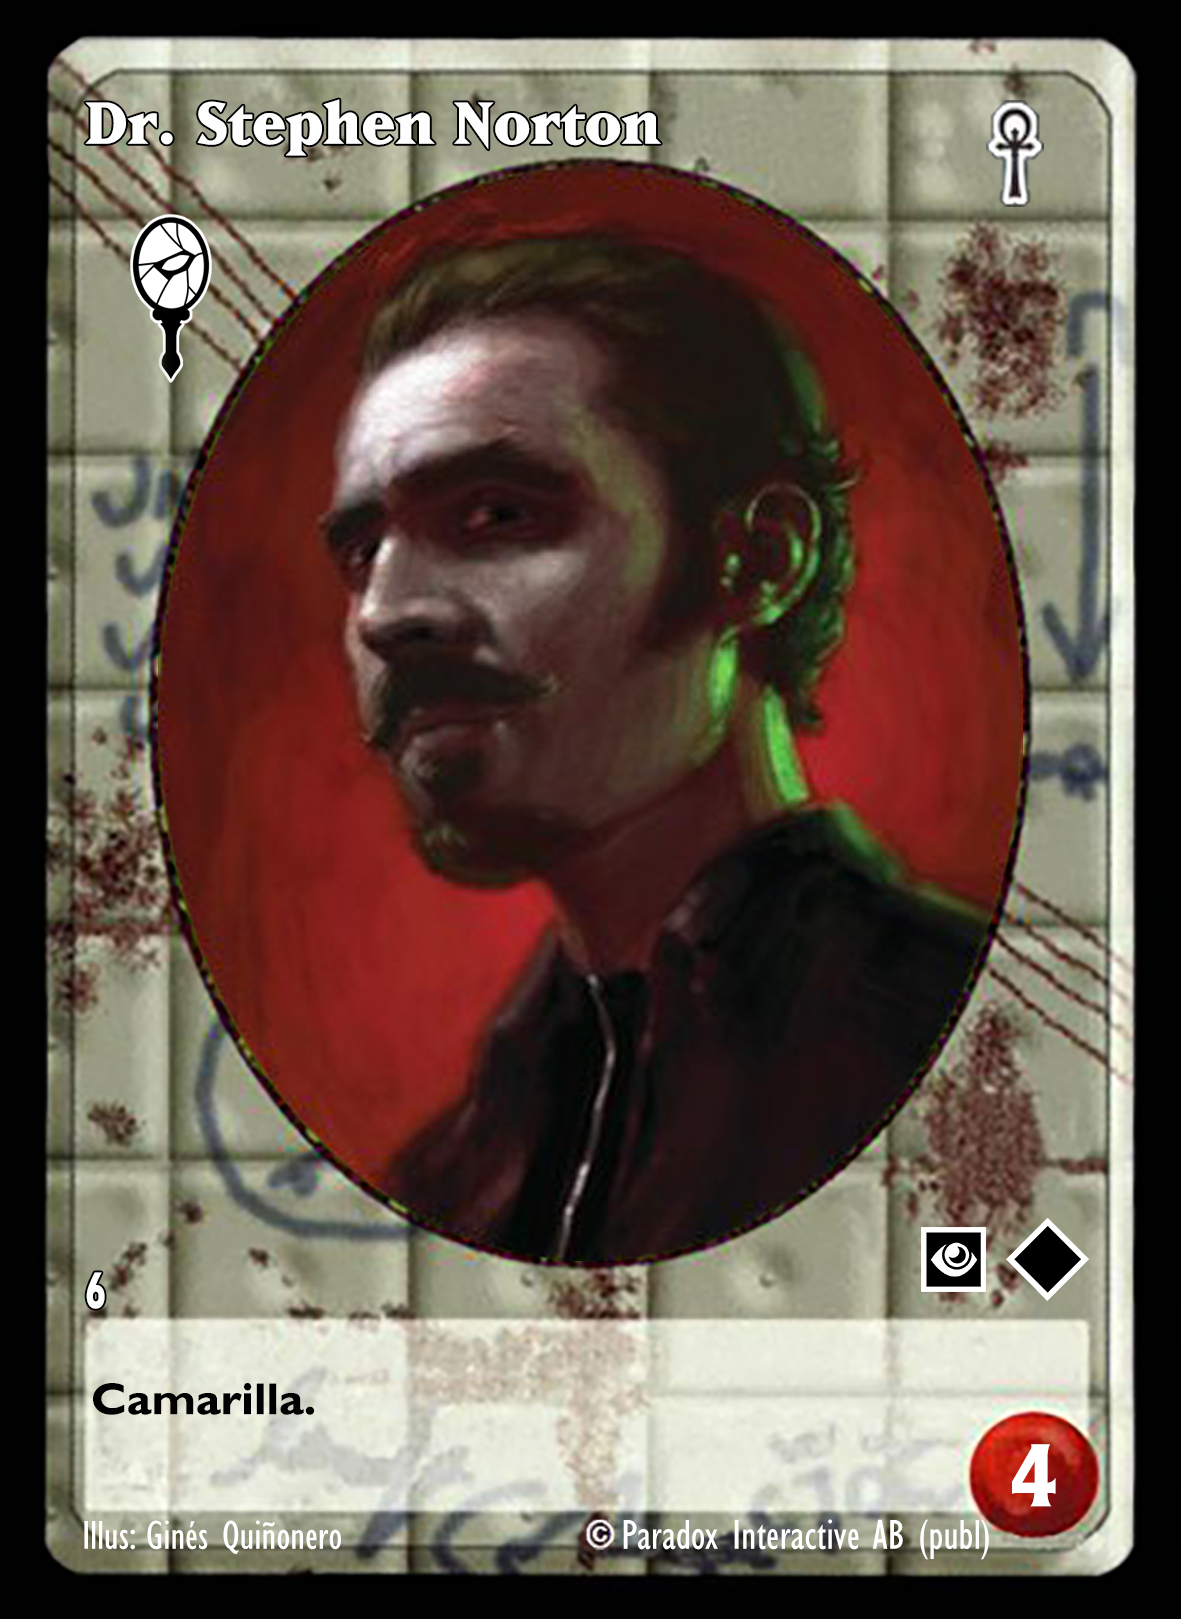 Dr. Stephen Norton
6
Camarilla.
4
Illus: Ginés Quiñonero
© Paradox Interactive AB (publ)